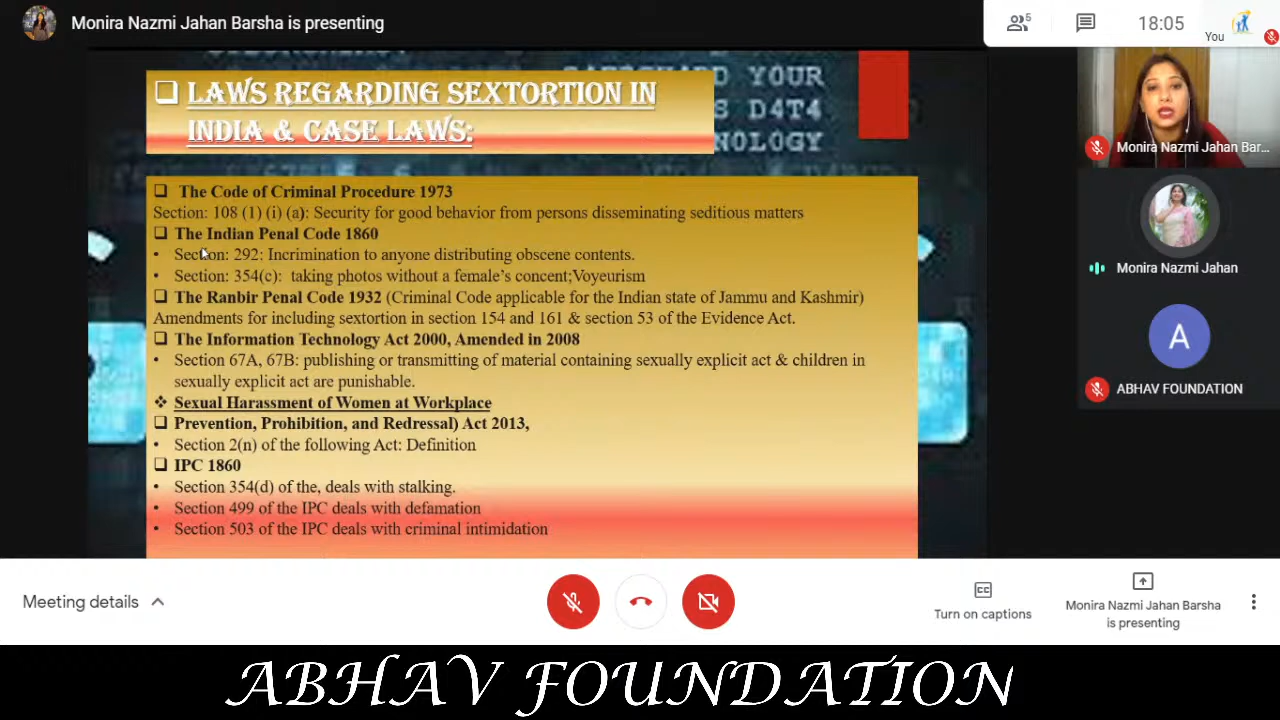 Monira Nazmi Jahan Barsha is presenting
5
18:05
You
YOUR
D4T4
NOLOGY
LAWS REGARDING SEXTORTION IN
INDIA & CASE LAWS:
The Code of Criminal Procedure 1973
Section: 108 (1) (i) (a): Security for good behavior from persons disseminating seditious matters
The Indian Penal Code 1860
• Section: 292: Incrimination to anyone distributing obscene contents.
• Section: 354(c): taking photos without a female's concent;Voyeurism
The Ranbir Penal Code 1932 (Criminal Code applicable for the Indian state of Jammu and Kashmir)
Amendments for including sextortion in section 154 and 161 & section 53 of the Evidence Act.
The Information Technology Act 2000, Amended in 2008
• Section 67A, 67B: publishing or transmitting of material containing sexually explicit act & children in
sexually explicit act are punishable.
Sexual Harassment of Women at Workplace
Prevention, Prohibition, and Redressal) Act 2013,
• Section 2(n) of the following Act: Definition
IPC 1860
• Section 354(d) of the, deals with stalking.
• Section 499 of the IPC deals with defamation
• Section 503 of the IPC deals with criminal intimidation
Monira Nazmi Jahan Bar...
Monira Nazmi Jahan
A
ABHAV FOUNDATION
Meeting details
CC
Turn on captions
Monira Nazmi Jahan Barsha
is presenting
ABHAV FOUNDATION